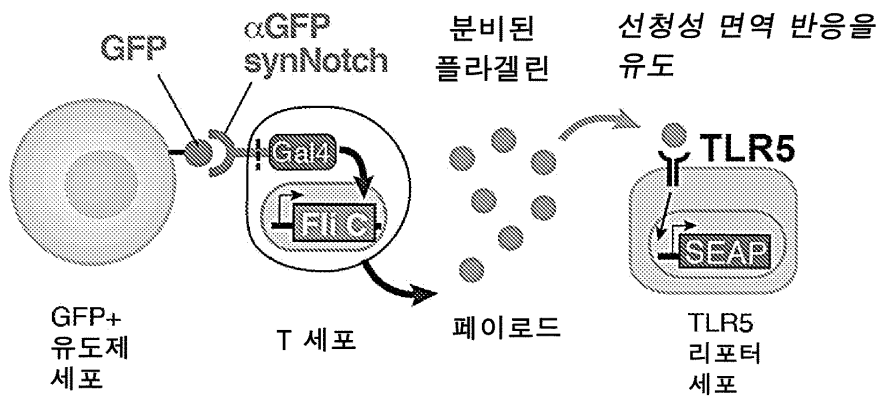 GFP
αGFP
synNotch
분비된
플라겔린
선청성 면역 반응을
유도
Gal4
Fli C
TLR5
SEAP
GFP+
유도제
세포
T 세포
페이로드
TLR5
리포터
세포